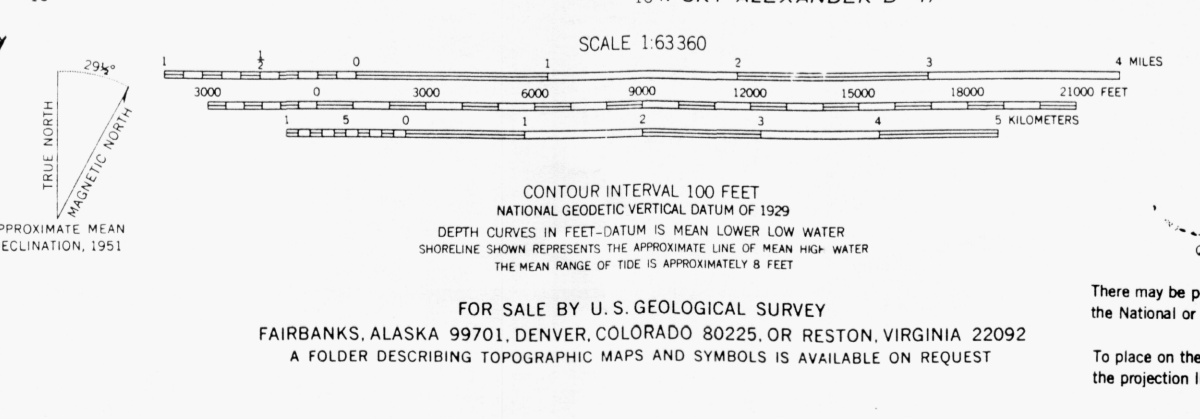 SCALE 1:63360
1 ½ 0 1 2 3 4 MILES
3000 0 3000 6000 9000 12000 15000 18000 21000 FEET
1 5 0 1 2 3 4 5 KILOMETERS
29½°
TRUE NORTH
MAGNETIC NORTH
PPROXIMATE MEAN
ECLINATION, 1951
CONTOUR INTERVAL 100 FEET
NATIONAL GEODETIC VERTICAL DATUM OF 1929
DEPTH CURVES IN FEET-DATUM IS MEAN LOWER LOW WATER
SHORELINE SHOWN REPRESENTS THE APPROXIMATE LINE OF MEAN HIGH WATER
THE MEAN RANGE OF TIDE IS APPROXIMATELY 8 FEET
FOR SALE BY U.S. GEOLOGICAL SURVEY
FAIRBANKS, ALASKA 99701, DENVER, COLORADO 80225, OR RESTON, VIRGINIA 22092
A FOLDER DESCRIBING TOPOGRAPHIC MAPS AND SYMBOLS IS AVAILABLE ON REQUEST
There may be p
the National or
To place on the
the projection l